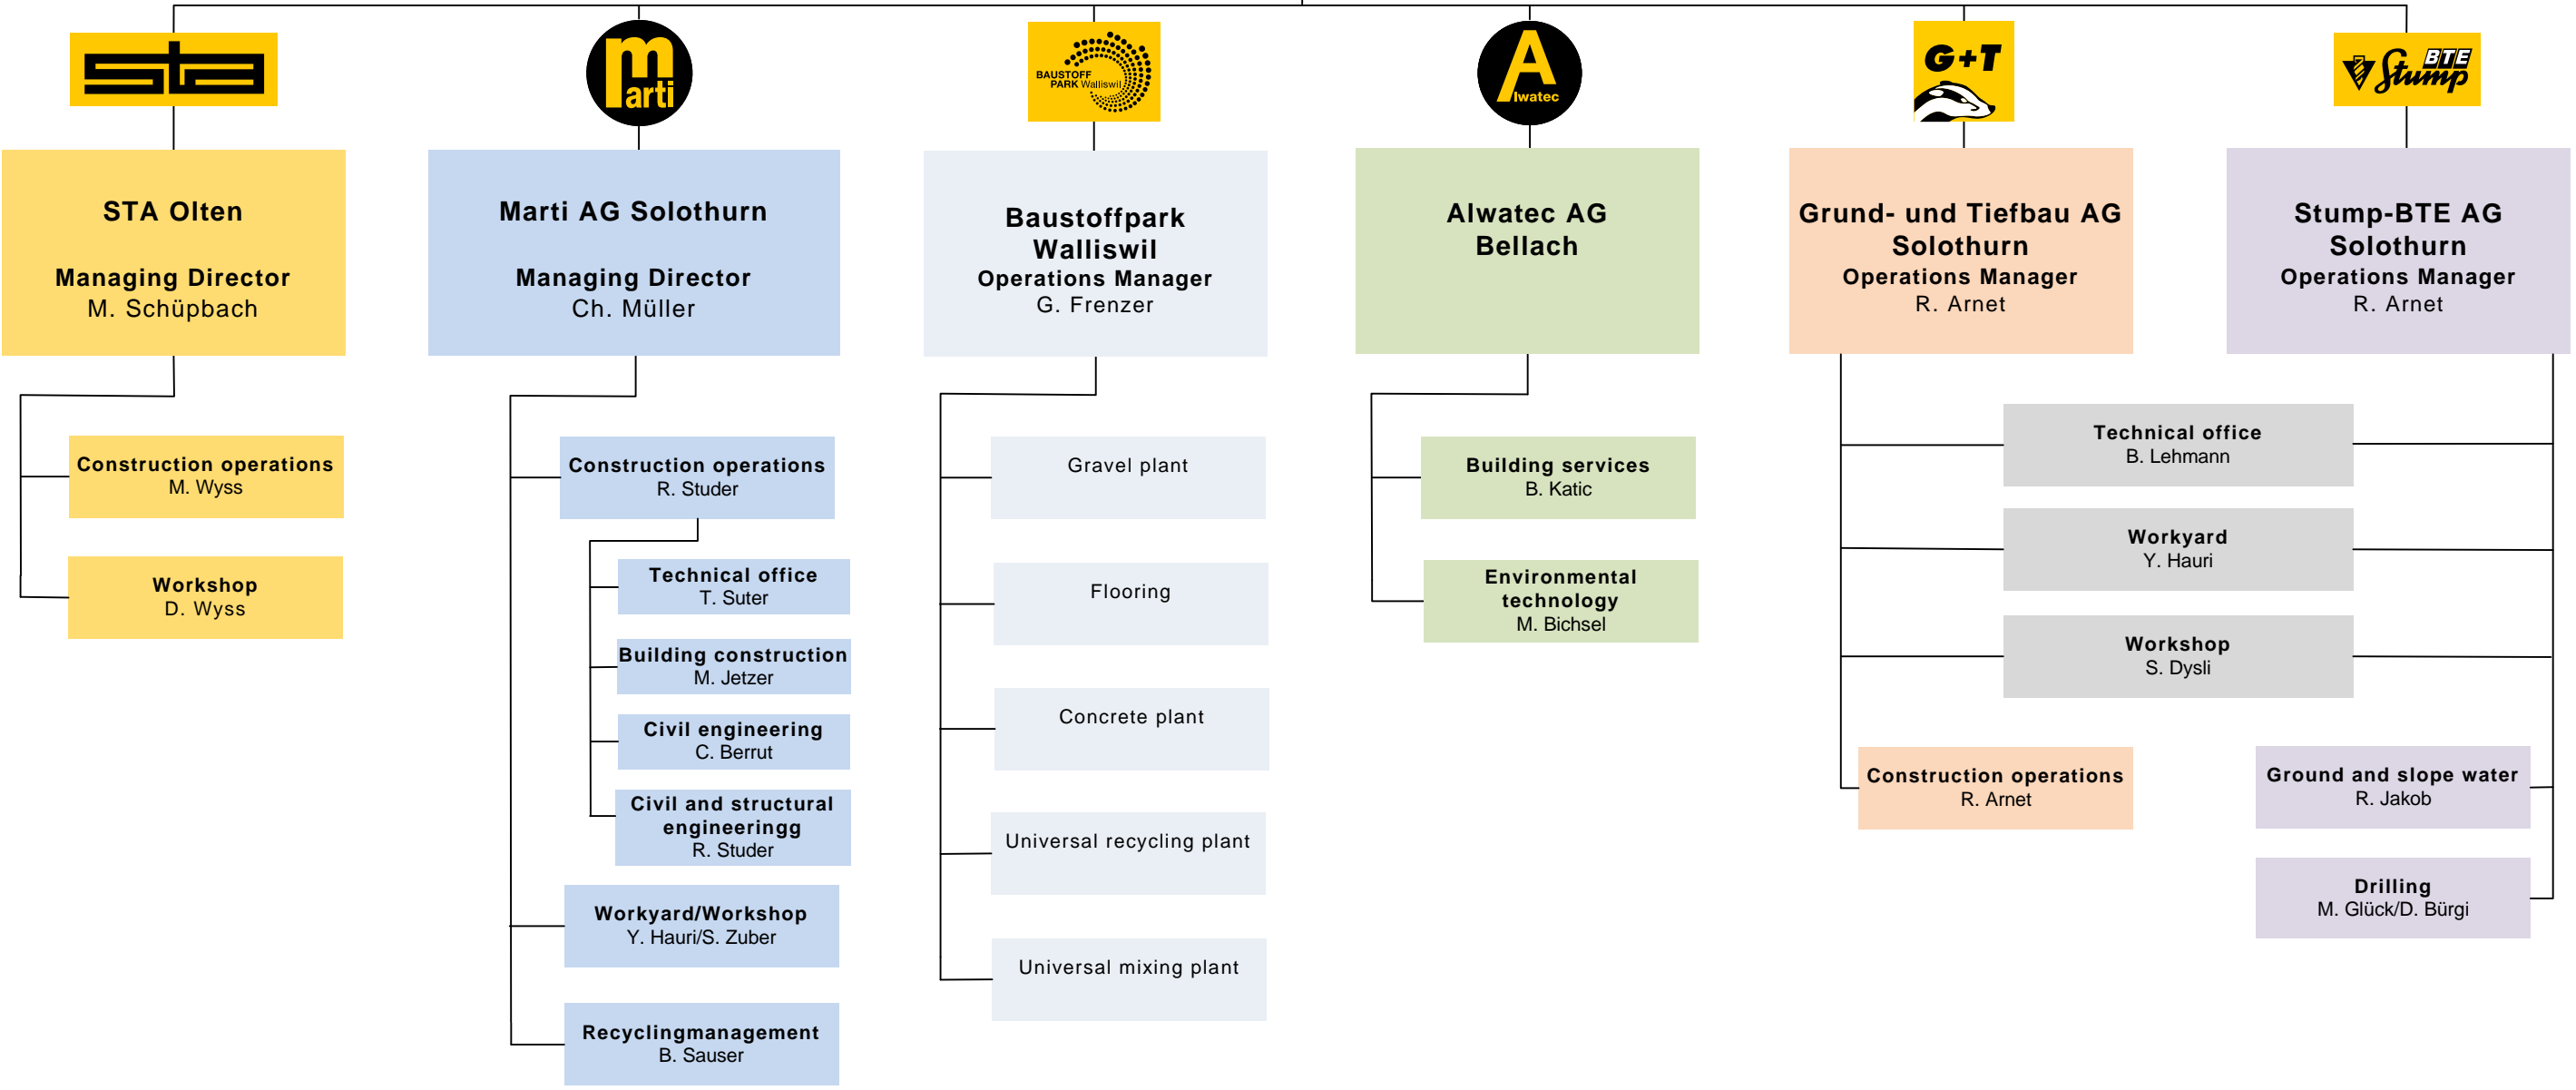 sta
marti
BAUSTOFF
PARK Walliswil
Alwatec
G+T
BTE
Stump
STA Olten
Managing Director
M. Schüpbach
Construction operations
M. Wyss
Workshop
D. Wyss
Marti AG Solothurn
Managing Director
Ch. Müller
Construction operations
R. Studer
Technical office
T. Suter
Building construction
M. Jetzer
Civil engineering
C. Berrut
Civil and structural
engineeringg
R. Studer
Workyard/Workshop
Y. Hauri/S. Zuber
Recyclingmanagement
B. Sauser
Baustoffpark
Walliswil
Operations Manager
G. Frenzer
Gravel plant
Flooring
Concrete plant
Universal recycling plant
Universal mixing plant
Alwatec AG
Bellach
Building services
B. Katic
Environmental
technology
M. Bichsel
Grund- und Tiefbau AG
Solothurn
Operations Manager
R. Arnet
Stump-BTE AG
Solothurn
Operations Manager
R. Arnet
Technical office
B. Lehmann
Workyard
Y. Hauri
Workshop
S. Dysli
Construction operations
R. Arnet
Ground and slope water
R. Jakob
Drilling
M. Glück/D. Bürgi